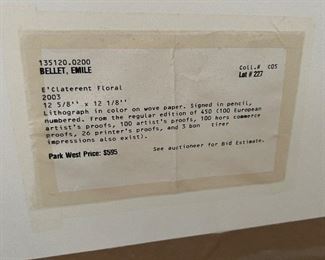 135120.0200 Coll.# COS
BELLET, EMILE Lot # 227
E'Claterent Floral
2003
12 5/8'' x 12 1/8''
Lithograph in color on wove paper. Signed in pencil,
numbered. From the regular edition of 450 (100 European
artist's proofs, 100 artist's proofs, 100 hors commerce
proofs, 26 printer's proofs, and 3 bon tirer
impressions also exist).
See auctioneer for Bid Estimate.
Park West Price: $595